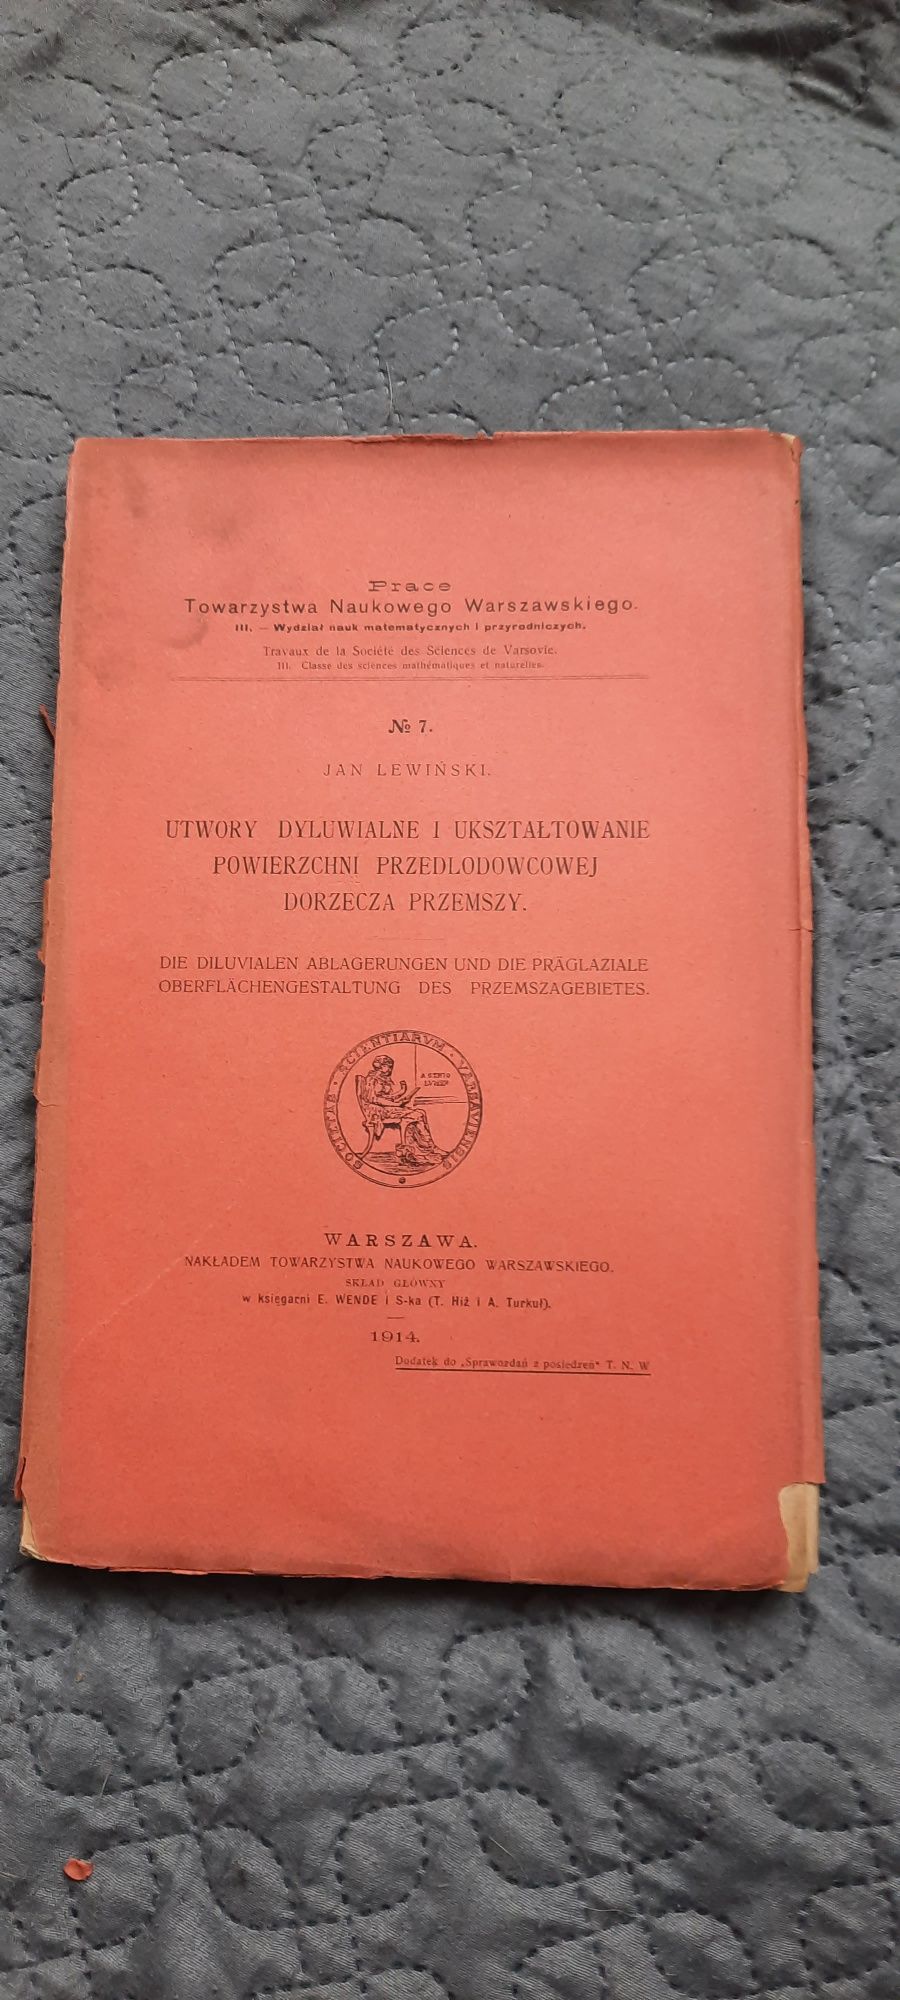 Prace
Towarzystwa Naukowego Warszawskiego.
III. — Wydział nauk matematycznych i przyrodniczych.
Travaux de la Société des Sciences de Varsovie.
III. Classe des sciences mathématiques et naturelles.
№ 7.
JAN LEWIŃSKI.
UTWORY DYLUWIALNE I UKSZTAŁTOWANIE
POWIERZCHNI PRZEDLODOWCOWEJ
DORZECZA PRZEMSZY.
DIE DILUVIALEN ABLAGERUNGEN UND DIE PRÄGLAZIALE
OBERFLÄCHENGESTALTUNG DES PRZEMSZAGEBIETES.
SOCIETAS · SCIENTIARVM · VARSAVIENSIS
WARSZAWA.
NAKŁADEM TOWARZYSTWA NAUKOWEGO WARSZAWSKIEGO.
SKŁAD GŁÓWNY
w księgarni E. WENDE i S-ka (T. Hiż i A. Turkuł).
1914.
Dodatek do „Sprawozdań z posiedzeń" T. N. W